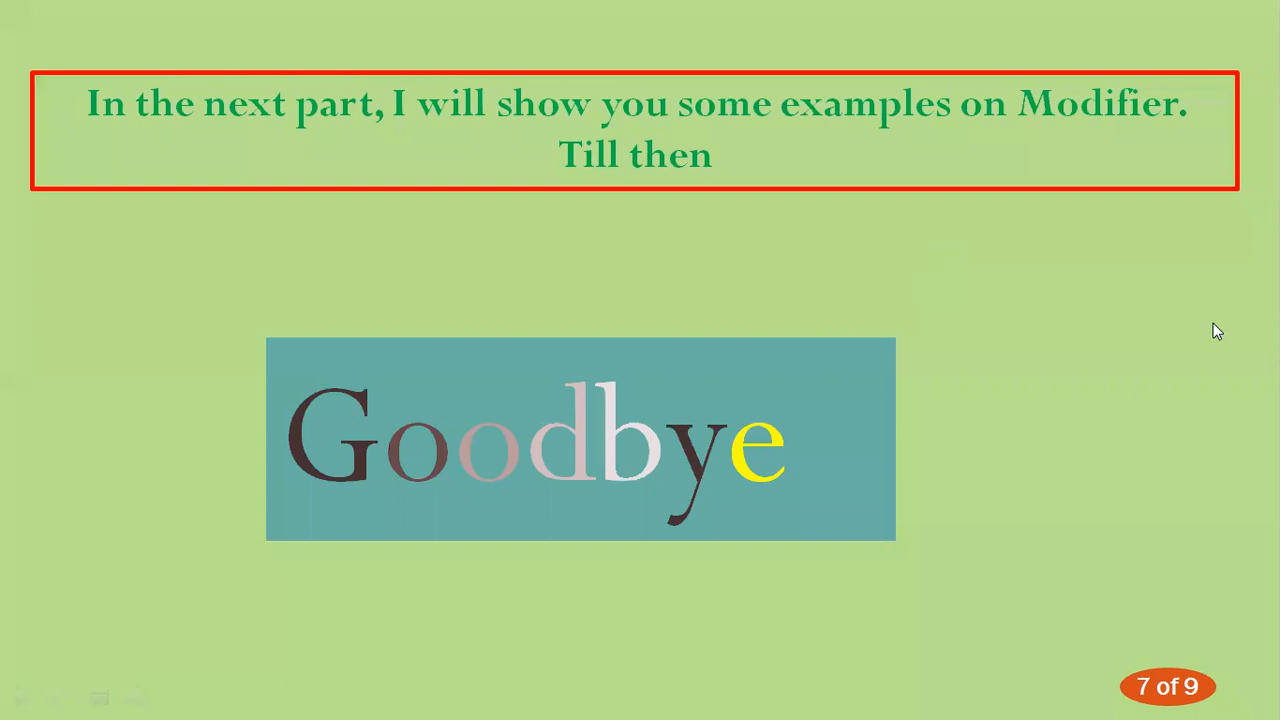 In the next part, I will show you some examples on Modifier.
Till then
Goodbye
7 of 9